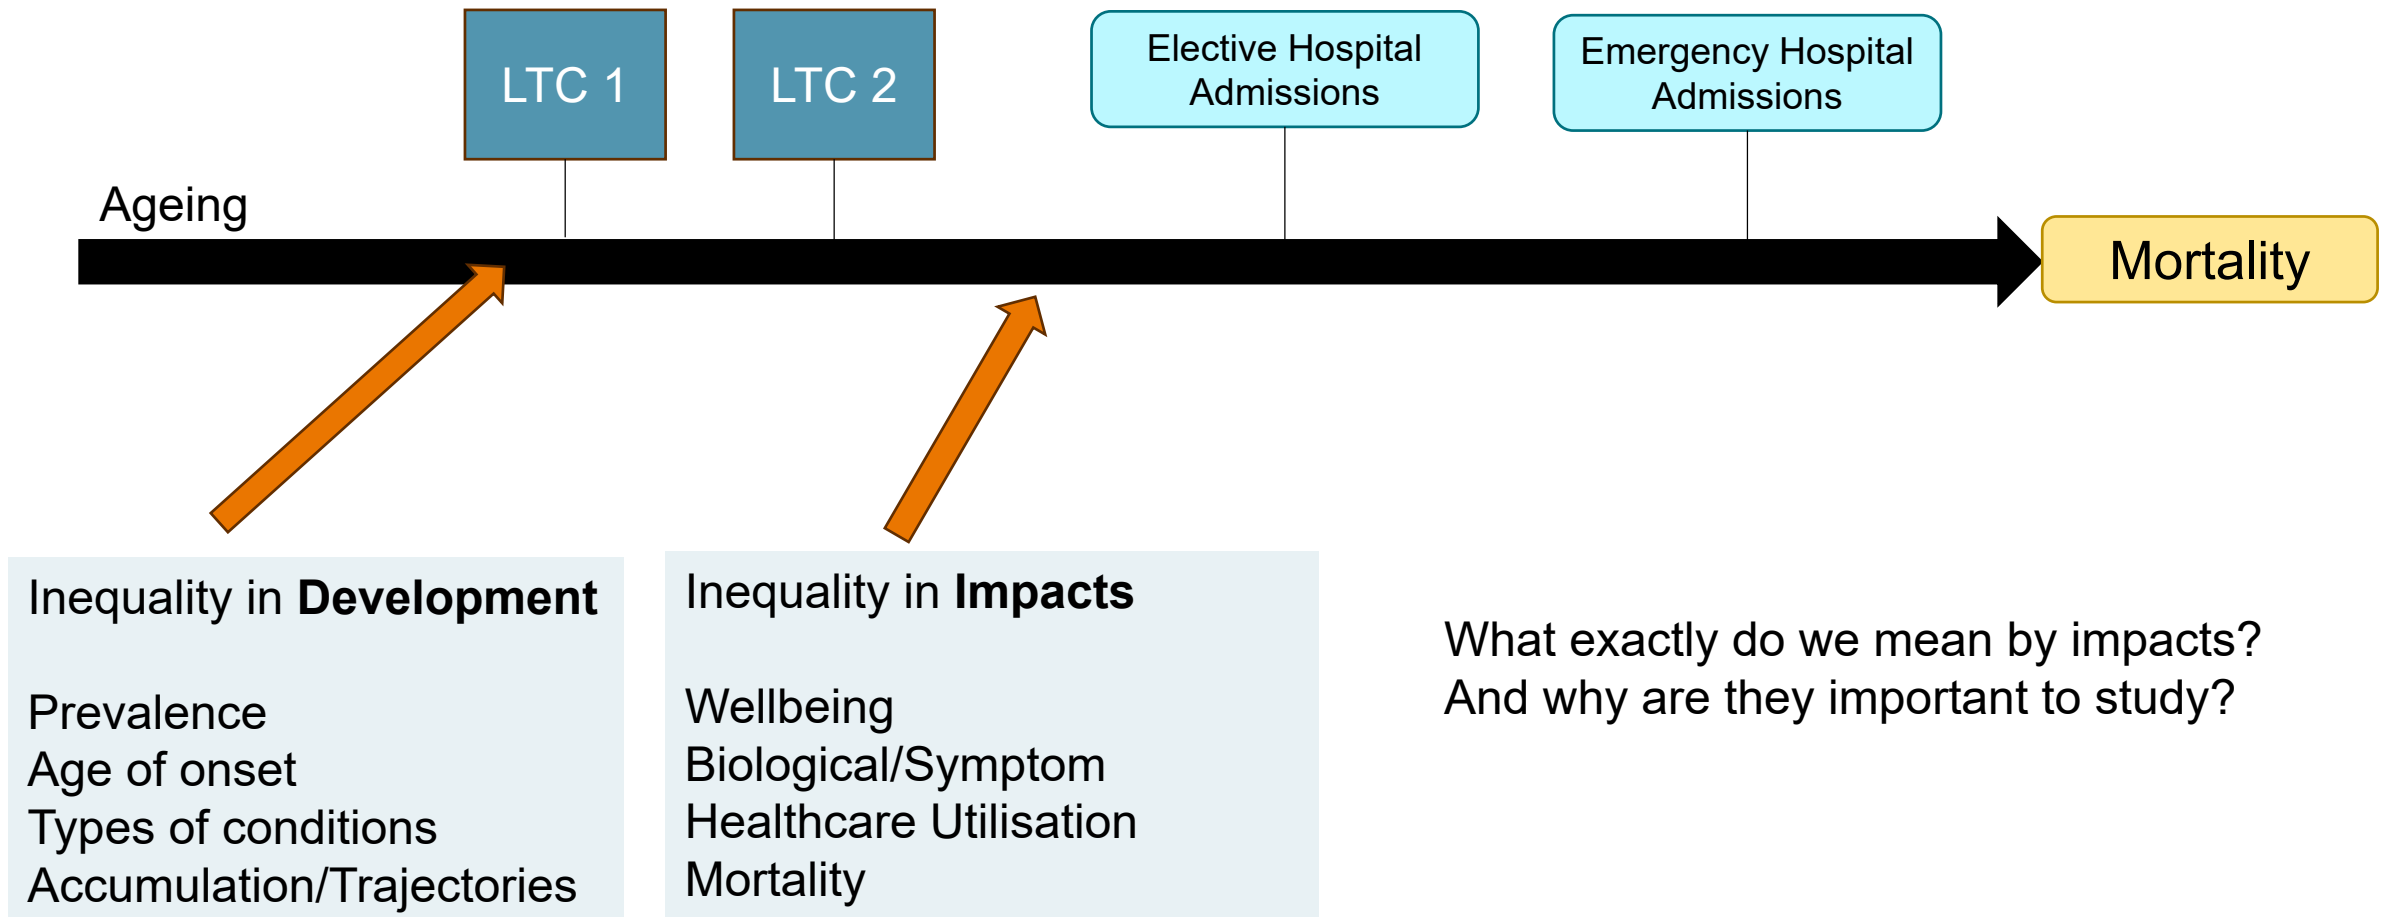 LTC 1
LTC 2
Elective Hospital
Admissions
Emergency Hospital
Admissions
Ageing
Mortality
Inequality in Development
Prevalence
Age of onset
Types of conditions
Accumulation/Trajectories
Inequality in Impacts
Wellbeing
Biological/Symptom
Healthcare Utilisation
Mortality
What exactly do we mean by impacts?
And why are they important to study?